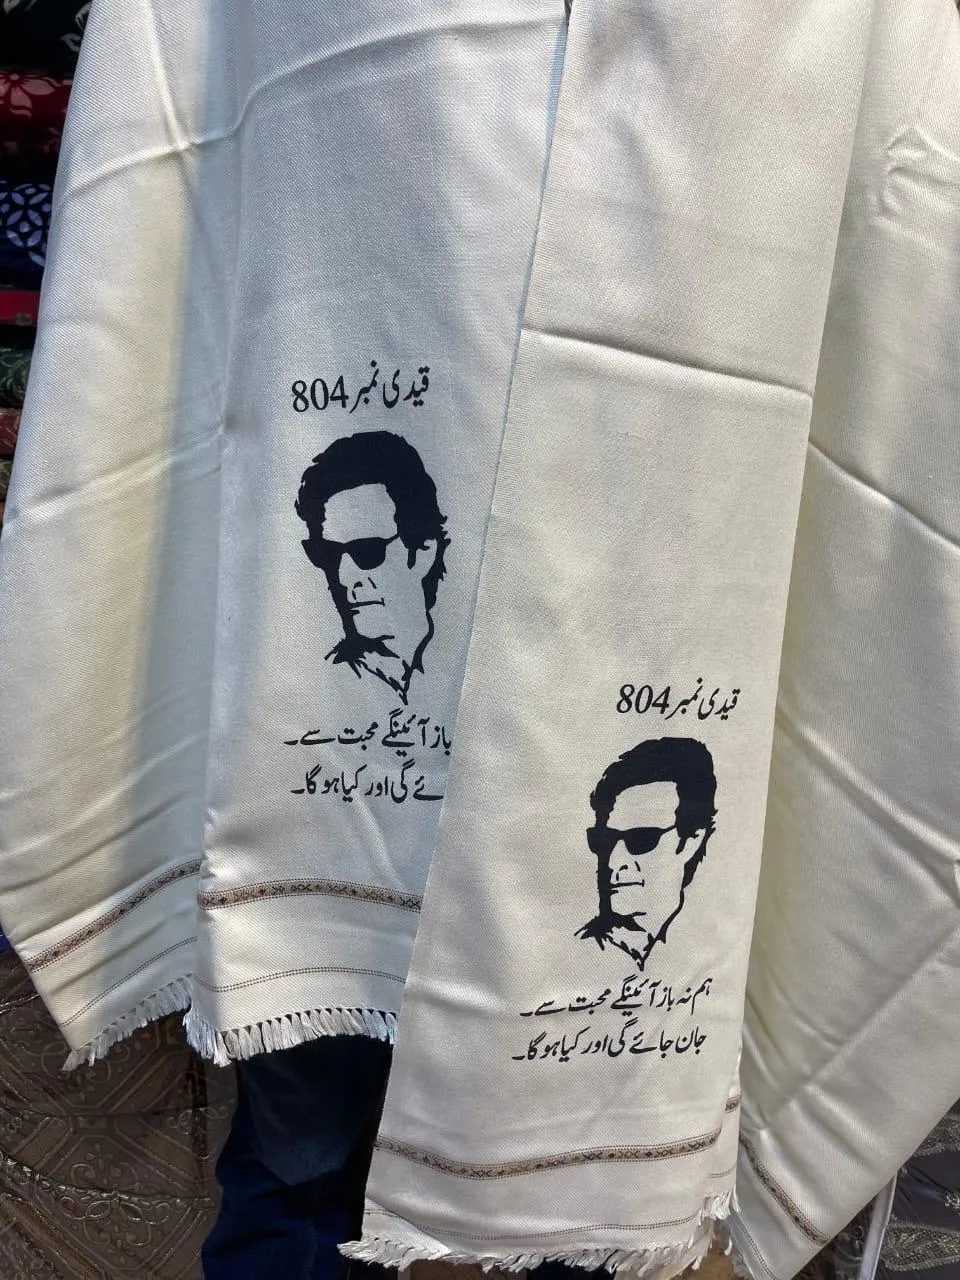 قیدی نمبر 804
باز آئینگے محبت سے۔
ئے گی اور کیا ہو گا۔
قیدی نمبر 804
ہم نہ باز آئینگے محبت سے۔
جان جائے گی اور کیا ہو گا۔